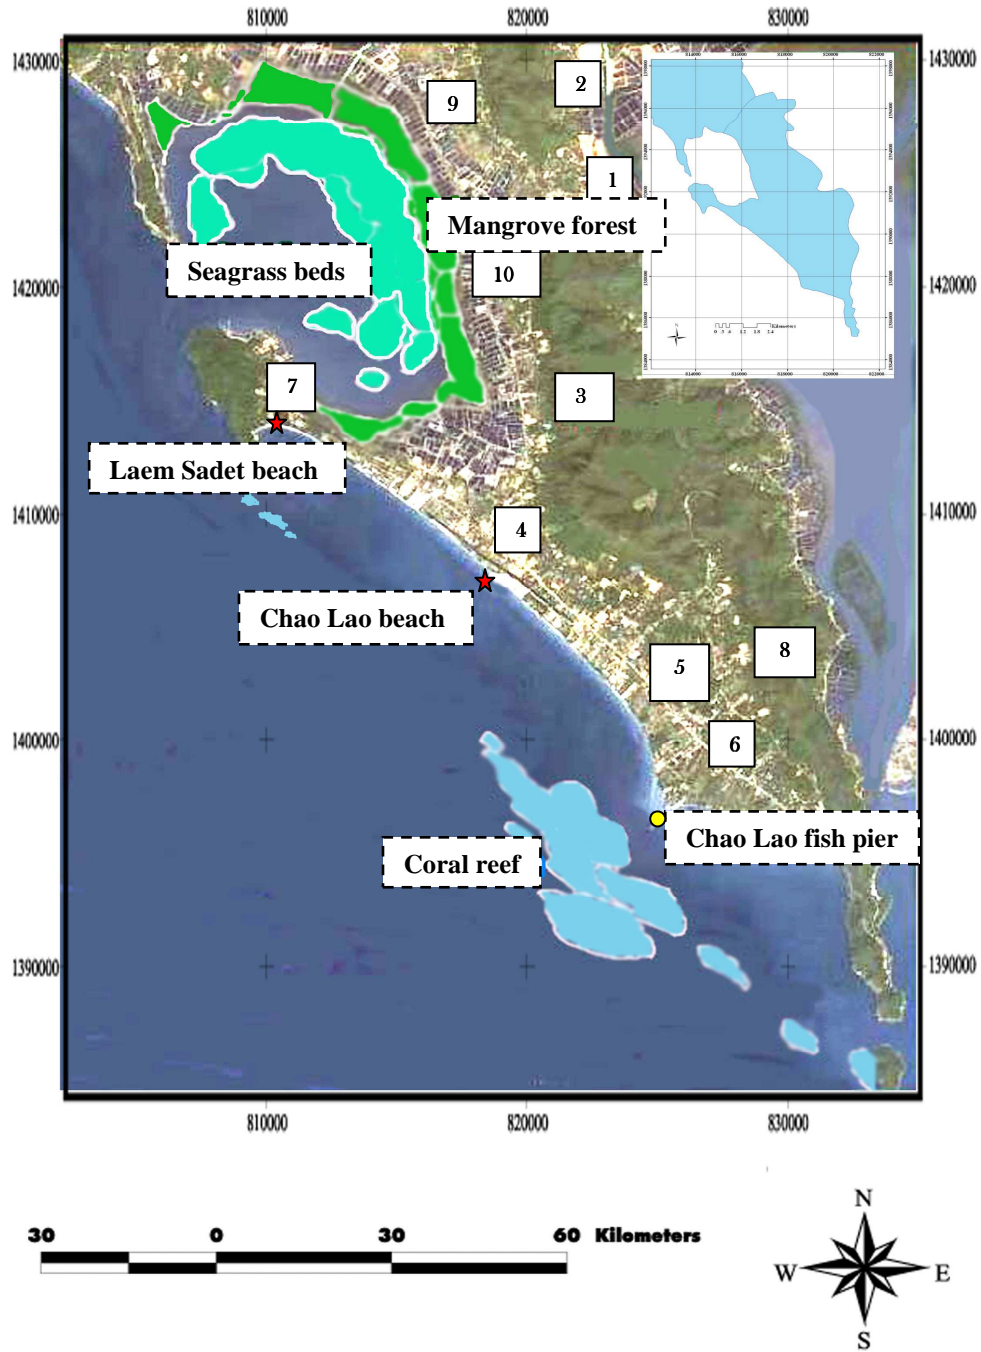 810000 820000 830000
1430000 1430000
2
9
1
Mangrove forest
Seagrass beds
10
1420000 1420000
7
3
Laem Sadet beach
1410000 1410000
4
Chao Lao beach
8
5
6
1400000 1400000
Chao Lao fish pier
Coral reef
1390000 1390000
810000 820000 830000
30 0 30 60 Kilometers
N
W E
S